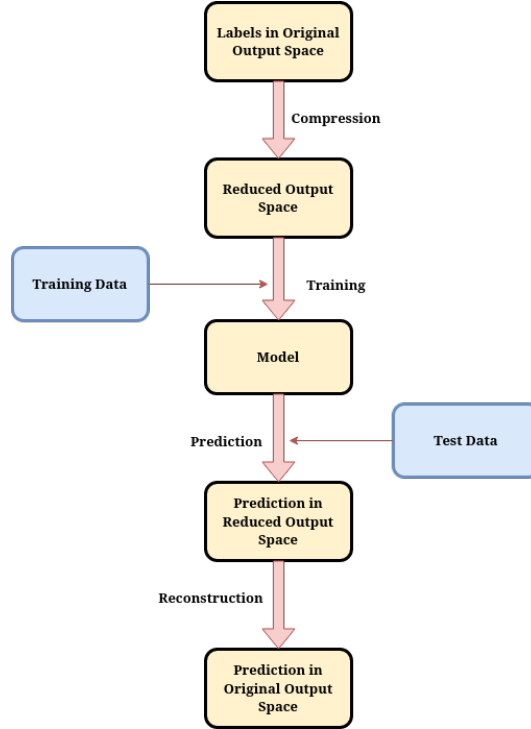 Labels in Original
Output Space
Compression
Reduced Output
Space
Training Data
Training
Model
Prediction
Test Data
Prediction in
Reduced Output
Space
Reconstruction
Prediction in
Original Output
Space